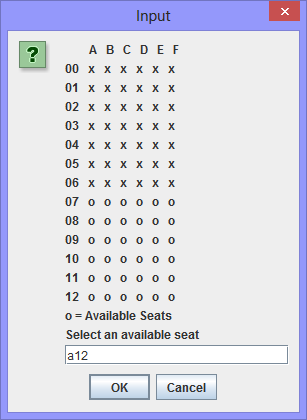 Input
?
A B C D E F
00 x x x x x x
01 x x x x x x
02 x x x x x x
03 x x x x x x
04 x x x x x x
05 x x x x x x
06 x x x x x x
07 o o o o o o
08 o o o o o o
09 o o o o o o
10 o o o o o o
11 o o o o o o
12 o o o o o o
o = Available Seats
Select an available seat
a12
OK Cancel